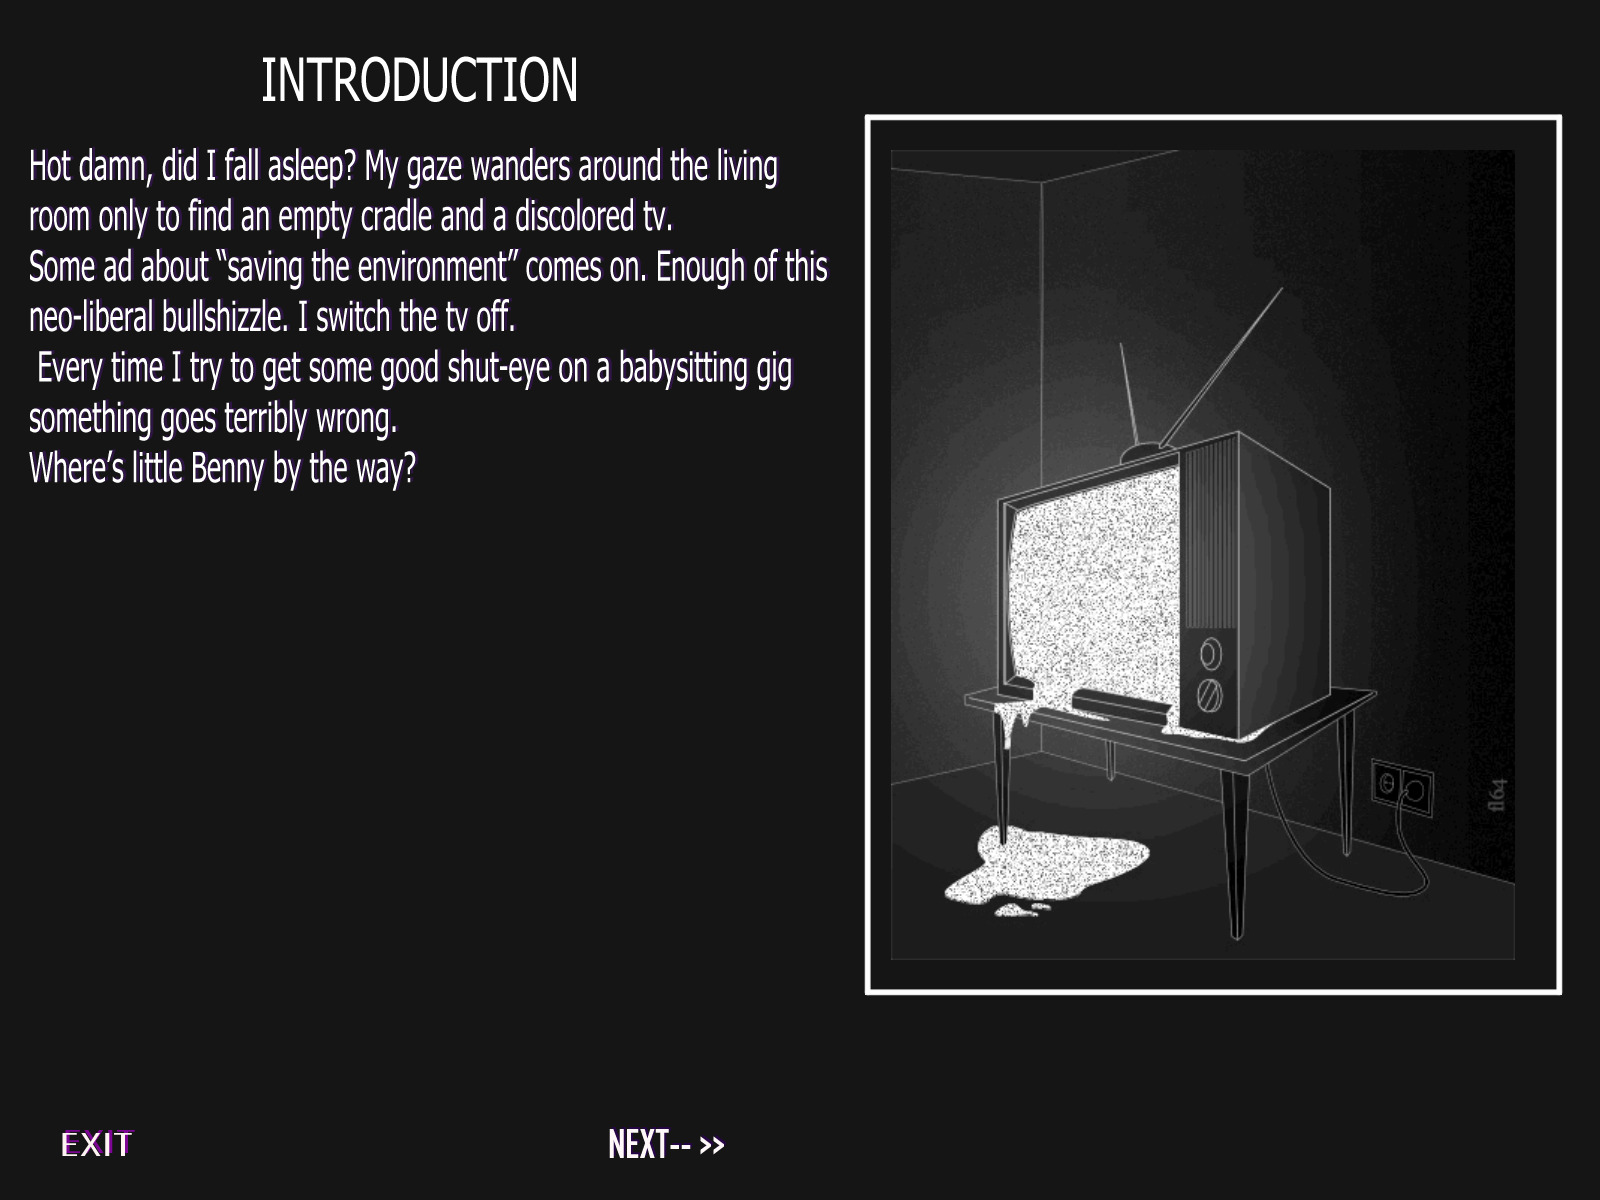 INTRODUCTION
Hot damn, did I fall asleep? My gaze wanders around the living
room only to find an empty cradle and a discolored tv.
Some ad about “saving the environment” comes on. Enough of this
neo-liberal bullshizzle. I switch the tv off.
Every time I try to get some good shut-eye on a babysitting gig
something goes terribly wrong.
Where’s little Benny by the way?
fl64
EXIT
NEXT-- >>